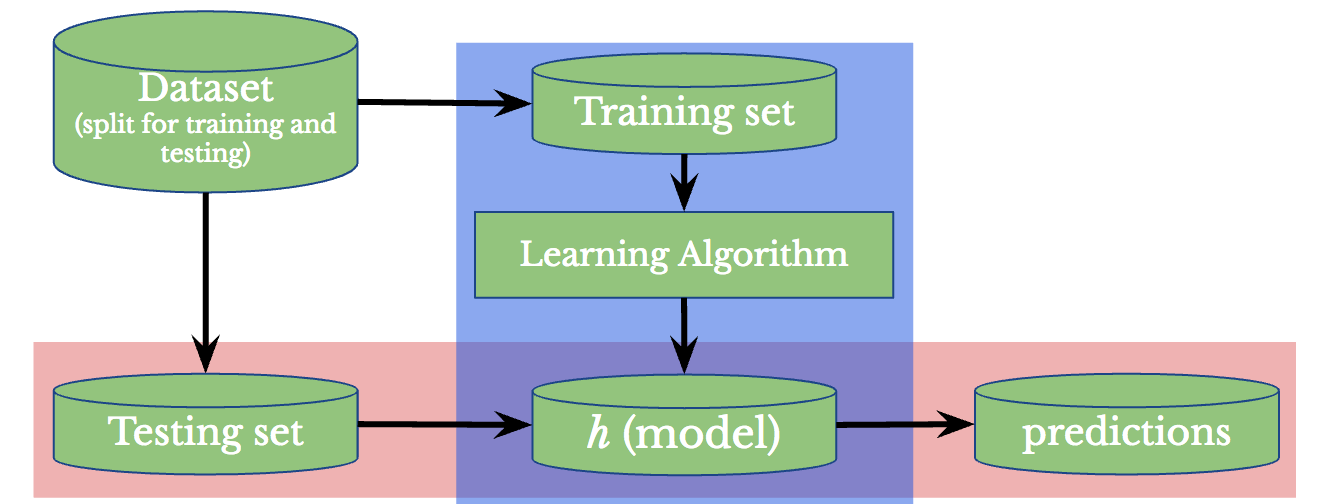 Dataset
(split for training and
testing)
Training set
Learning Algorithm
Testing set
h (model)
predictions